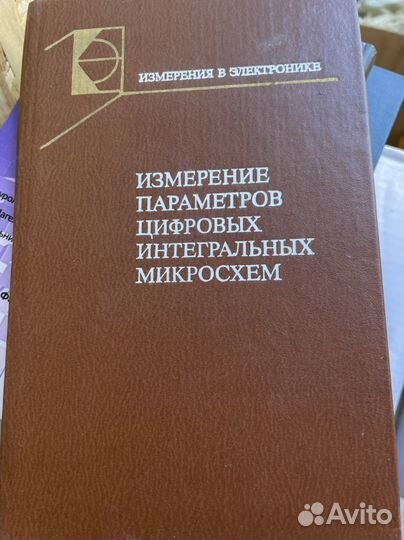 ИЗМЕРЕНИЯ В ЭЛЕКТРОНИКЕ
ИЗМЕРЕНИЕ
ПАРАМЕТРОВ
ЦИФРОВЫХ
ИНТЕГРАЛЬНЫХ
МИКРОСХЕМ
Avito